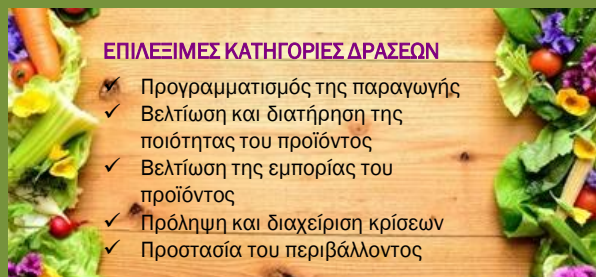 ΕΠΙΛΕΞΙΜΕΣ ΚΑΤΗΓΟΡΙΕΣ ΔΡΑΣΕΩΝ
✓ Προγραμματισμός της παραγωγής
✓ Βελτίωση και διατήρηση της
ποιότητας του προϊόντος
✓ Βελτίωση της εμπορίας του
προϊόντος
✓ Πρόληψη και διαχείριση κρίσεων
✓ Προστασία του περιβάλλοντος